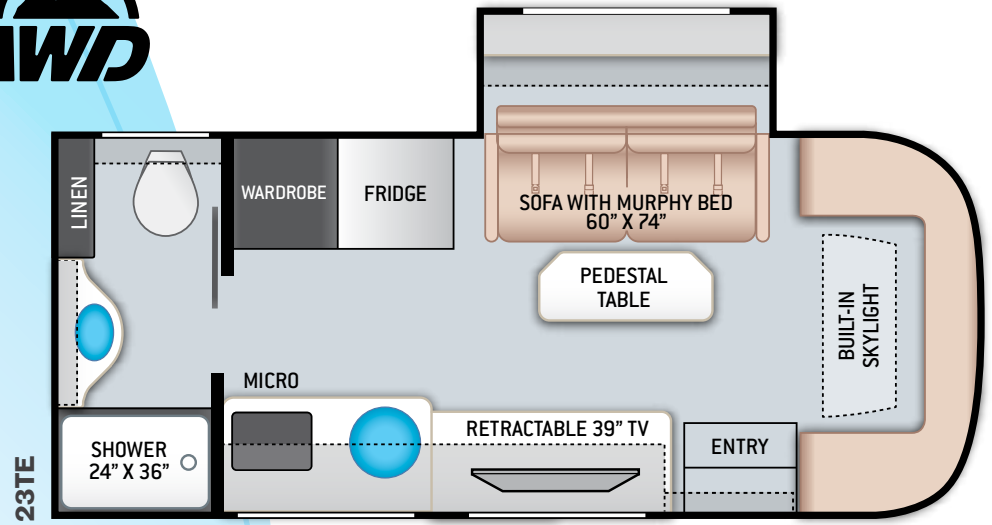 AWD
LINEN
WARDROBE
FRIDGE
SOFA WITH MURPHY BED
60” X 74”
PEDESTAL
TABLE
BUILT-IN
SKYLIGHT
MICRO
RETRACTABLE 39” TV
ENTRY
SHOWER
24” X 36”
23TE